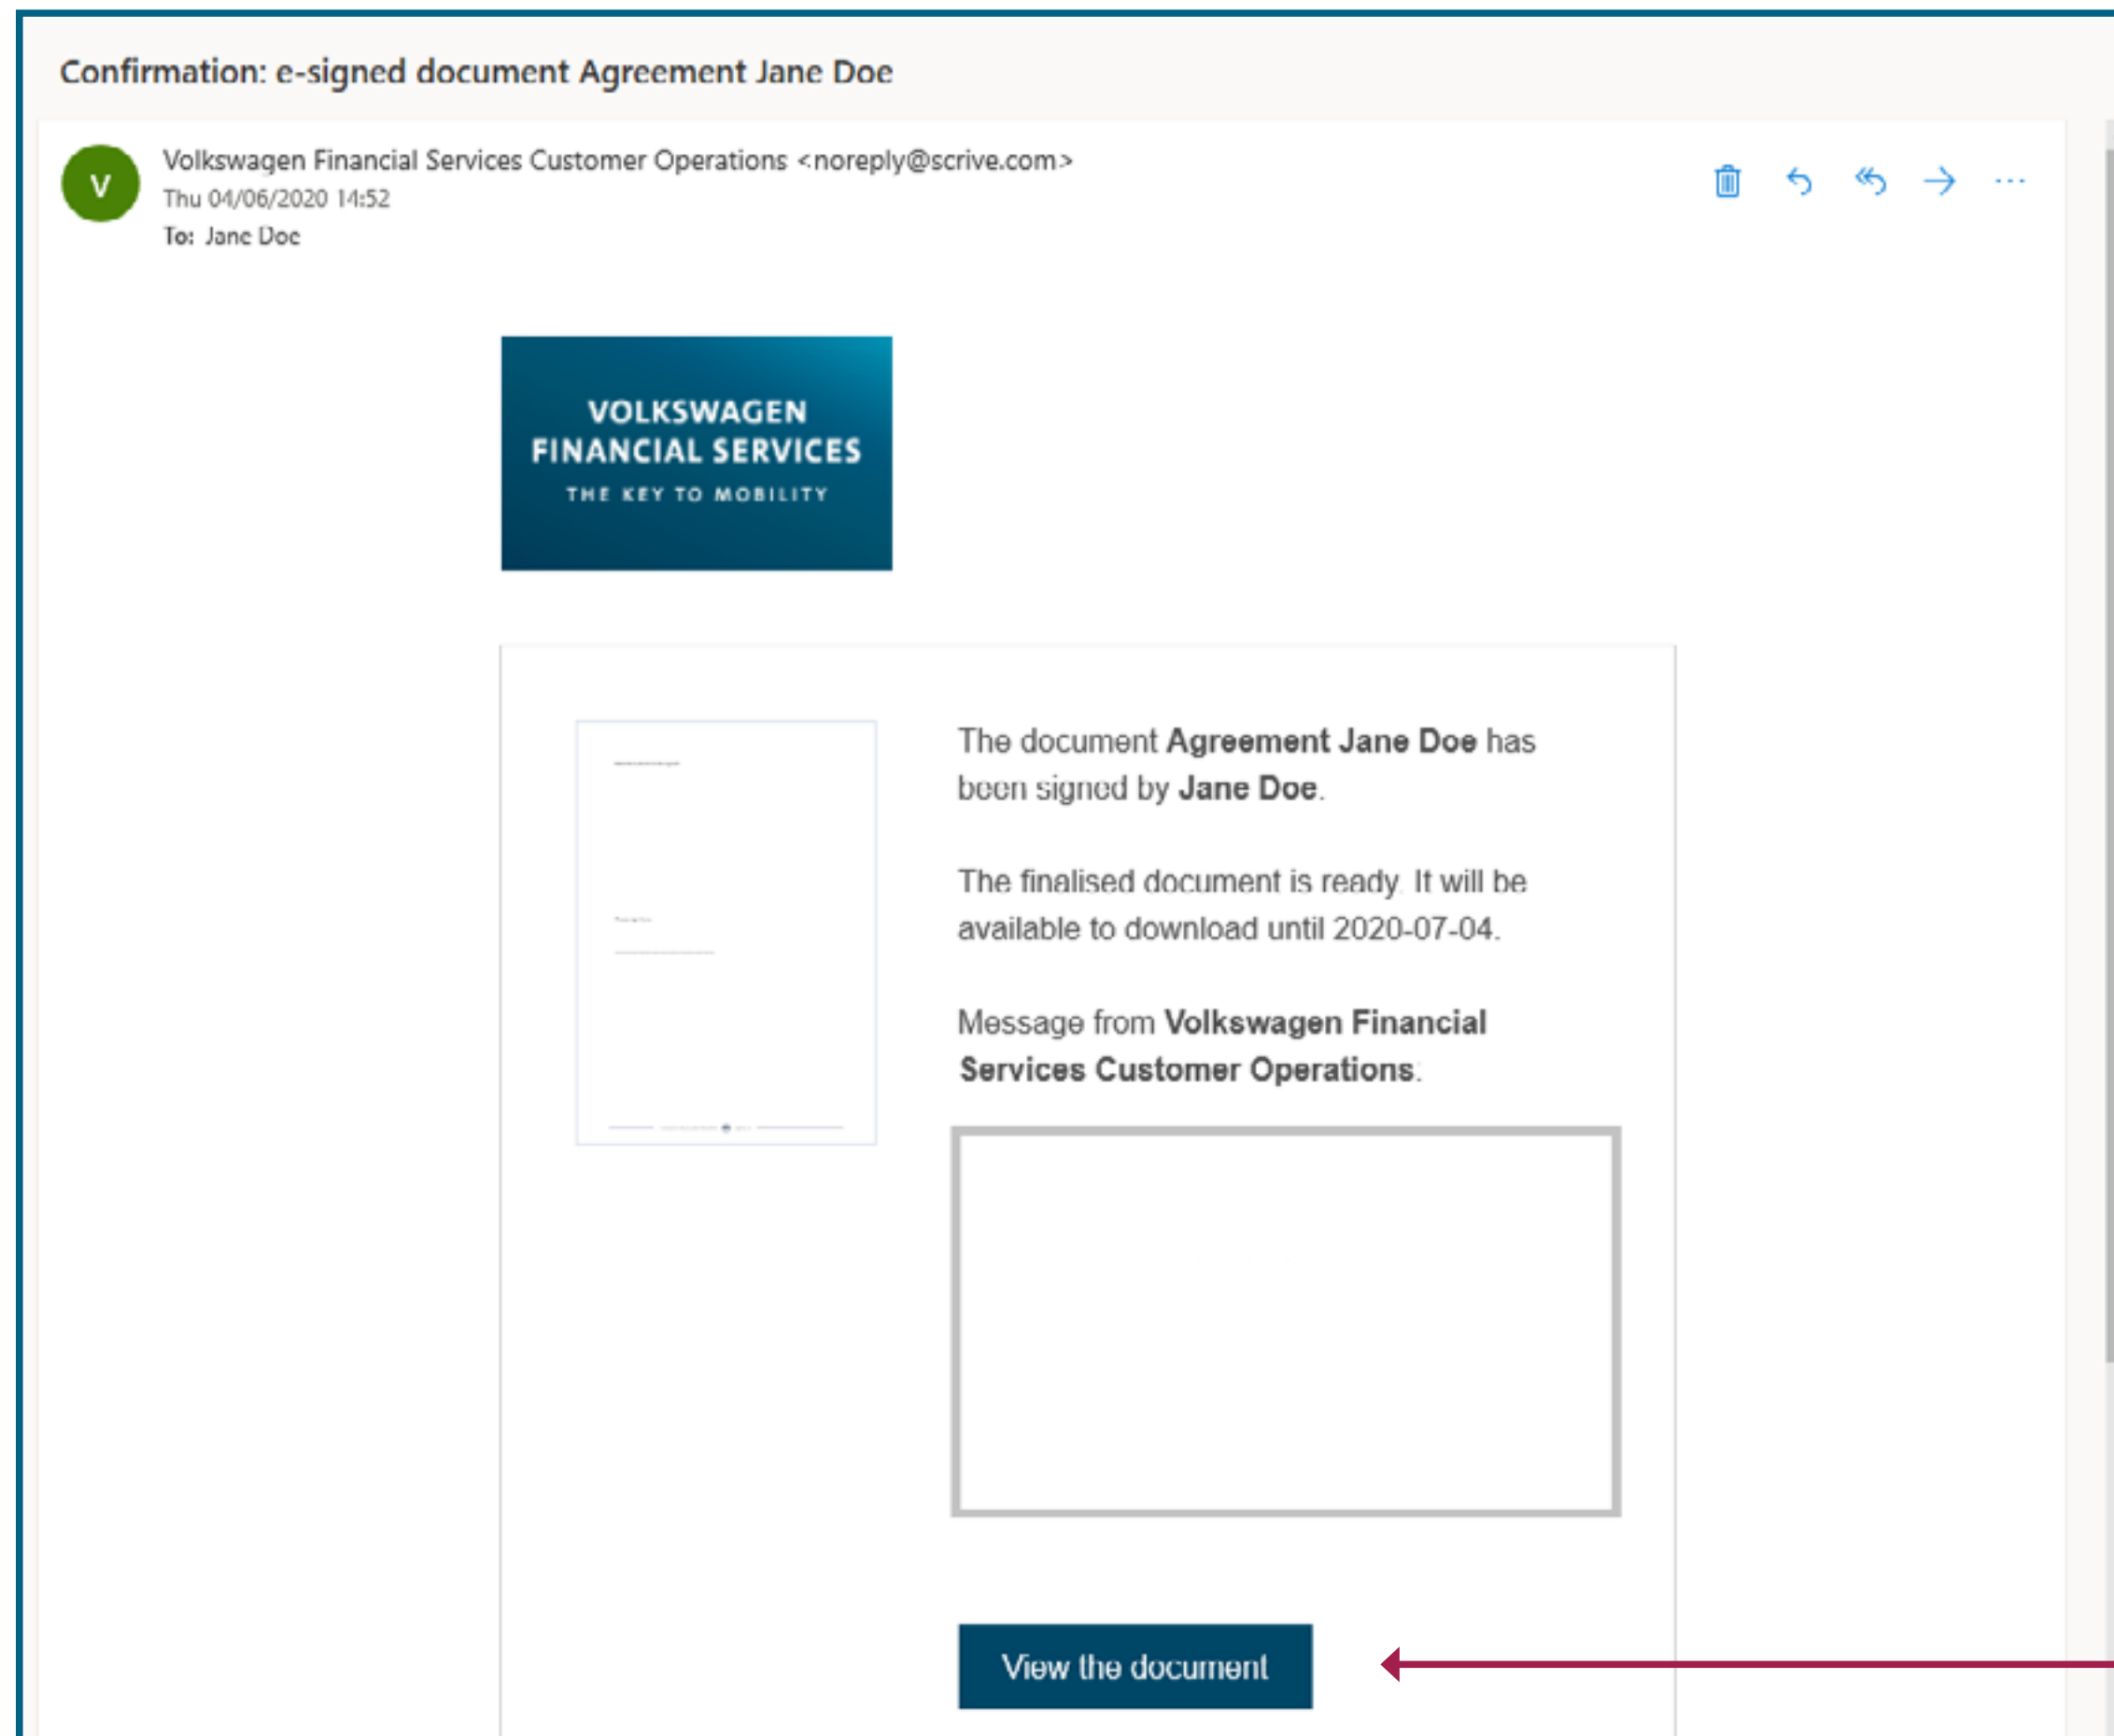 Confirmation: e-signed document Agreement Jane Doe
V
Volkswagen Financial Services Customer Operations <noreply@scrive.com>
Thu 04/06/2020 14:52
To: Jane Doe
VOLKSWAGEN
FINANCIAL SERVICES
THE KEY TO MOBILITY
The document Agreement Jane Doe has
been signed by Jane Doe.
The finalised document is ready. It will be
available to download until 2020-07-04.
Message from Volkswagen Financial
Services Customer Operations:
View the document